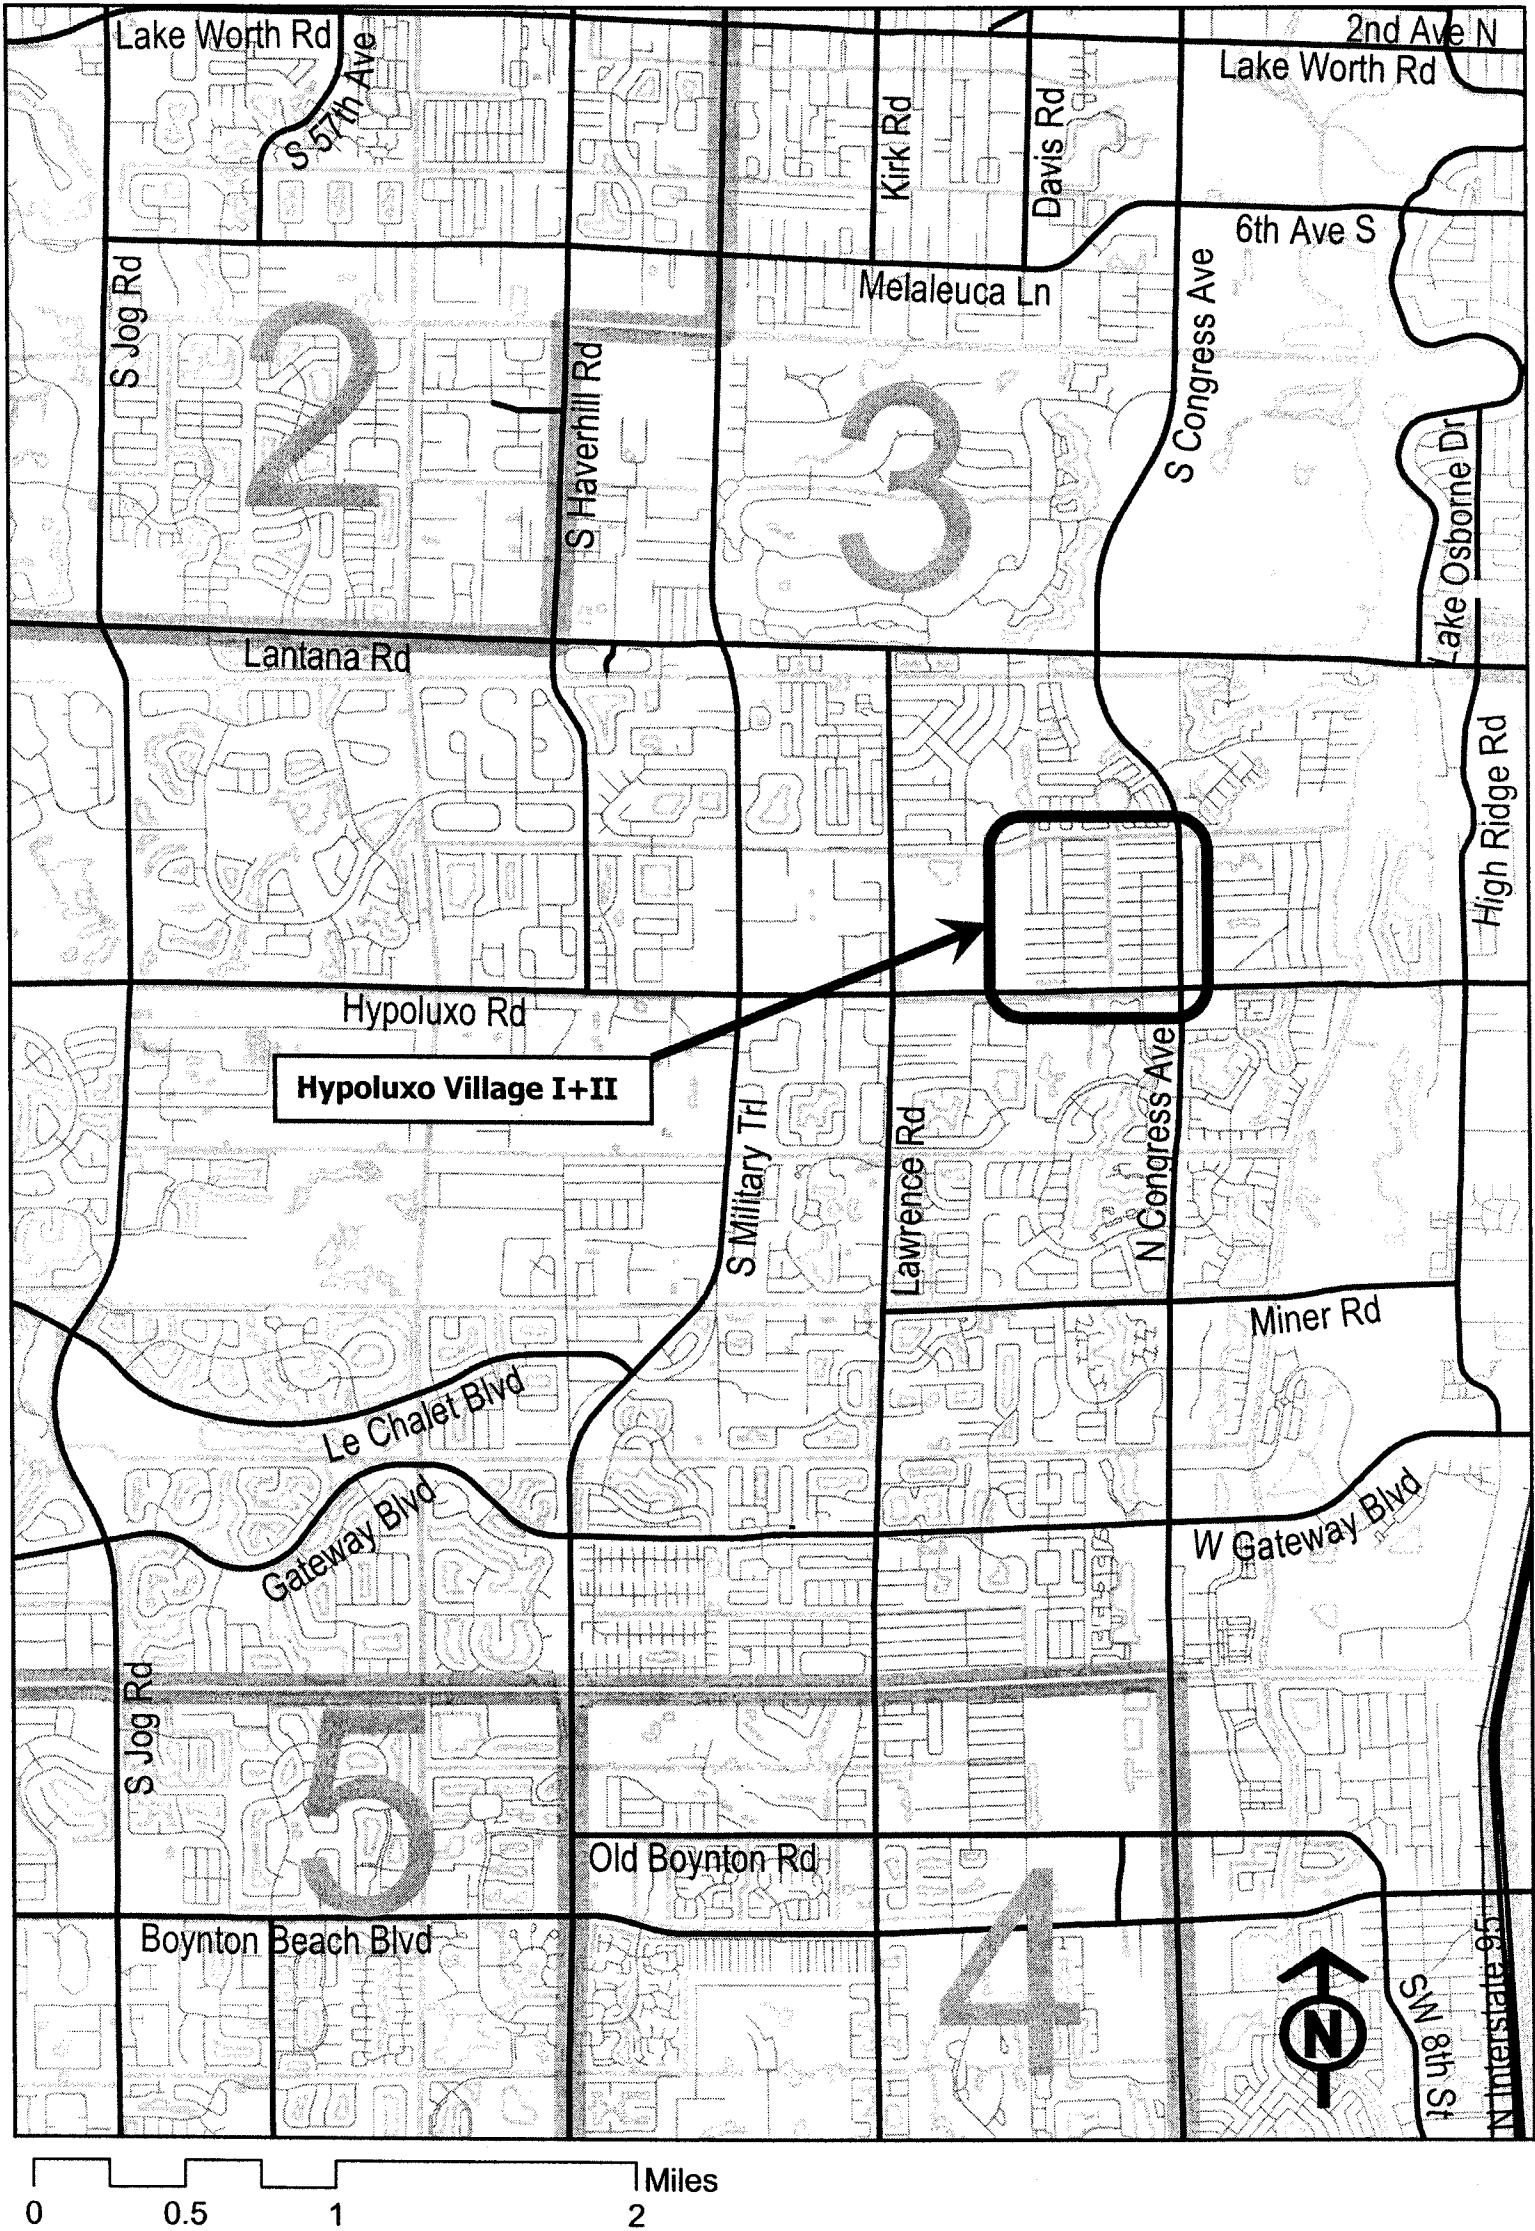 2nd Ave N
Lake Worth Rd
Lake Worth Rd
S 57th Ave
Kirk Rd
Davis Rd
6th Ave S
Melaleuca Ln
S Jog Rd
S Congress Ave
2
3
S Haverhill Rd
Lake Osborne Dr
Lantana Rd
High Ridge Rd
Hypoluxo Rd
Hypoluxo Village I+II
N Congress Ave
S Military Trl
Lawrence Rd
Miner Rd
Le Chalet Blvd
Gateway Blvd
W Gateway Blvd
S Jog Rd
5
Old Boynton Rd
4
Boynton Beach Blvd
N Interstate 95
SW 8th St
N
Miles
0 0.5 1 2